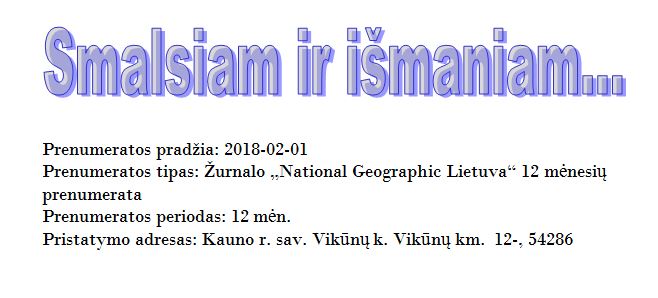 Smalsiam ir išmaniam...
Prenumeratos pradžia: 2018-02-01
Prenumeratos tipas: Žurnalo „National Geographic Lietuva“ 12 mėnesių
prenumerata
Prenumeratos periodas: 12 mėn.
Pristatymo adresas: Kauno r. sav. Vikūnų k. Vikūnų km.  12-, 54286